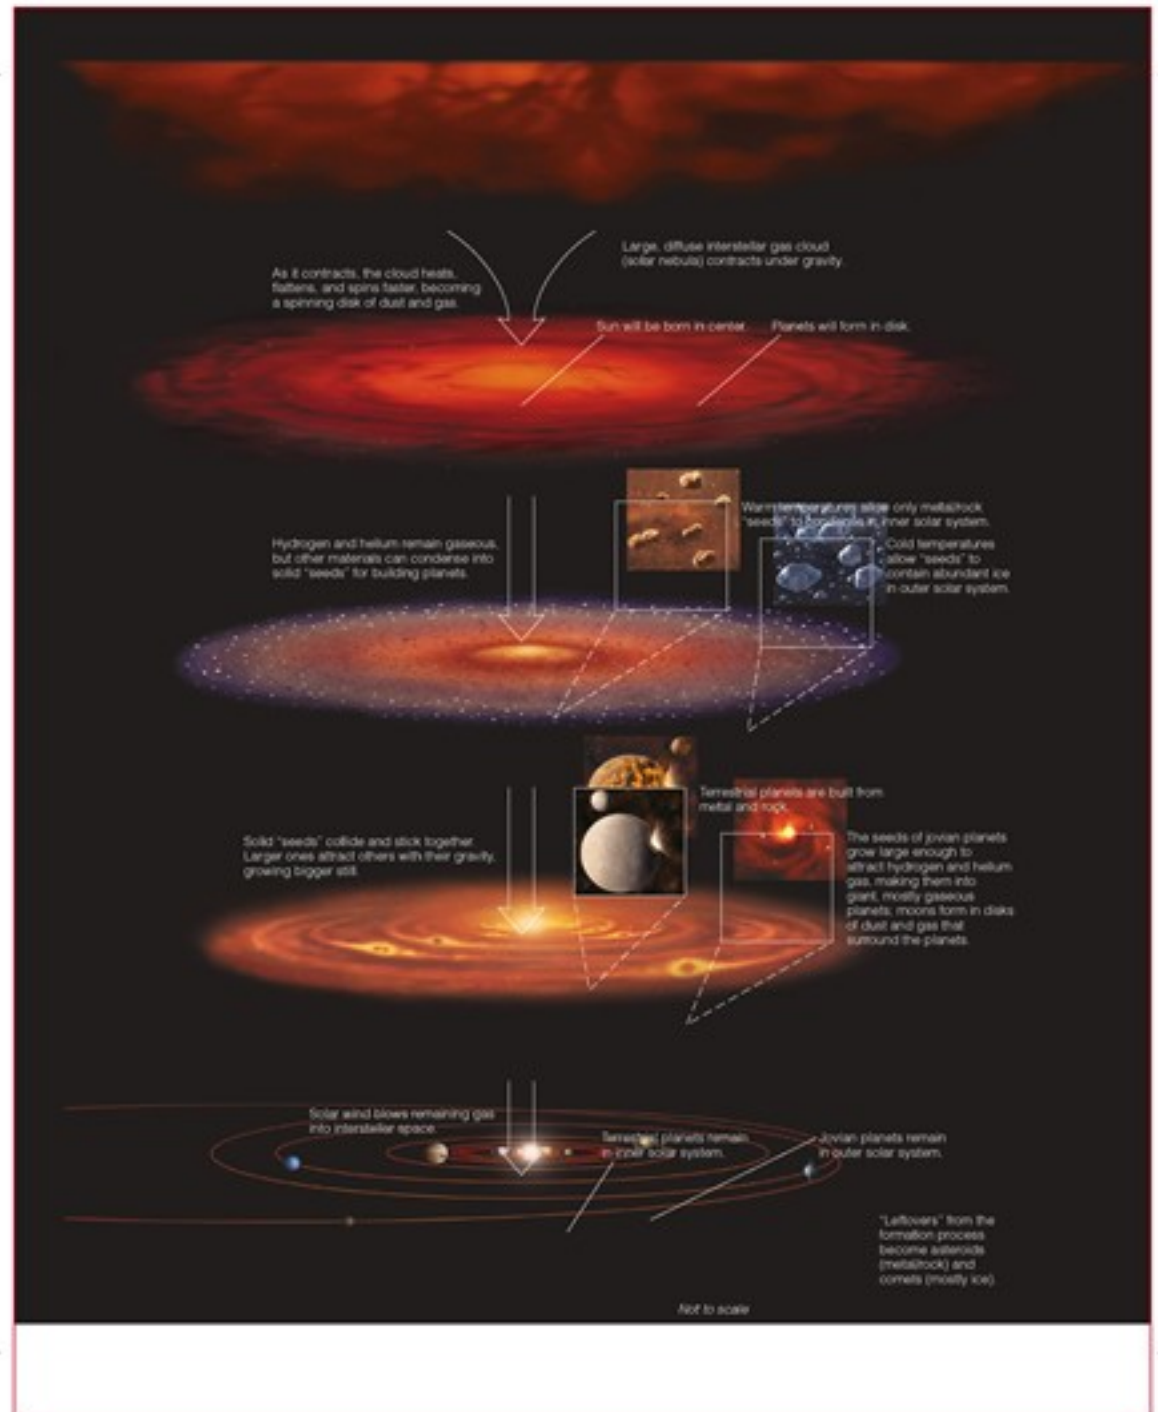 Large, diffuse interstellar gas cloud
(solar nebula) contracts under gravity.
As it contracts, the cloud heats,
flattens, and spins faster, becoming
a spinning disk of dust and gas.
Sun will be born in center.
Planets will form in disk.
Warm temperatures allow only metal/rock
"seeds" to condense in inner solar system.
Hydrogen and helium remain gaseous,
but other materials can condense into
solid "seeds" for building planets.
Cold temperatures
allow "seeds" to
contain abundant ice
in outer solar system.
Terrestrial planets are built from
metal and rock.
Solid "seeds" collide and stick together.
Larger ones attract others with their gravity,
growing bigger still.
The seeds of jovian planets
grow large enough to
attract hydrogen and helium
gas, making them into
giant, mostly gaseous
planets; moons form in disks
of dust and gas that
surround the planets.
Solar wind blows remaining gas
into interstellar space.
Terrestrial planets remain
in inner solar system.
Jovian planets remain
in outer solar system.
"Leftovers" from the
formation process
become asteroids
(metal/rock) and
comets (mostly ice).
Not to scale